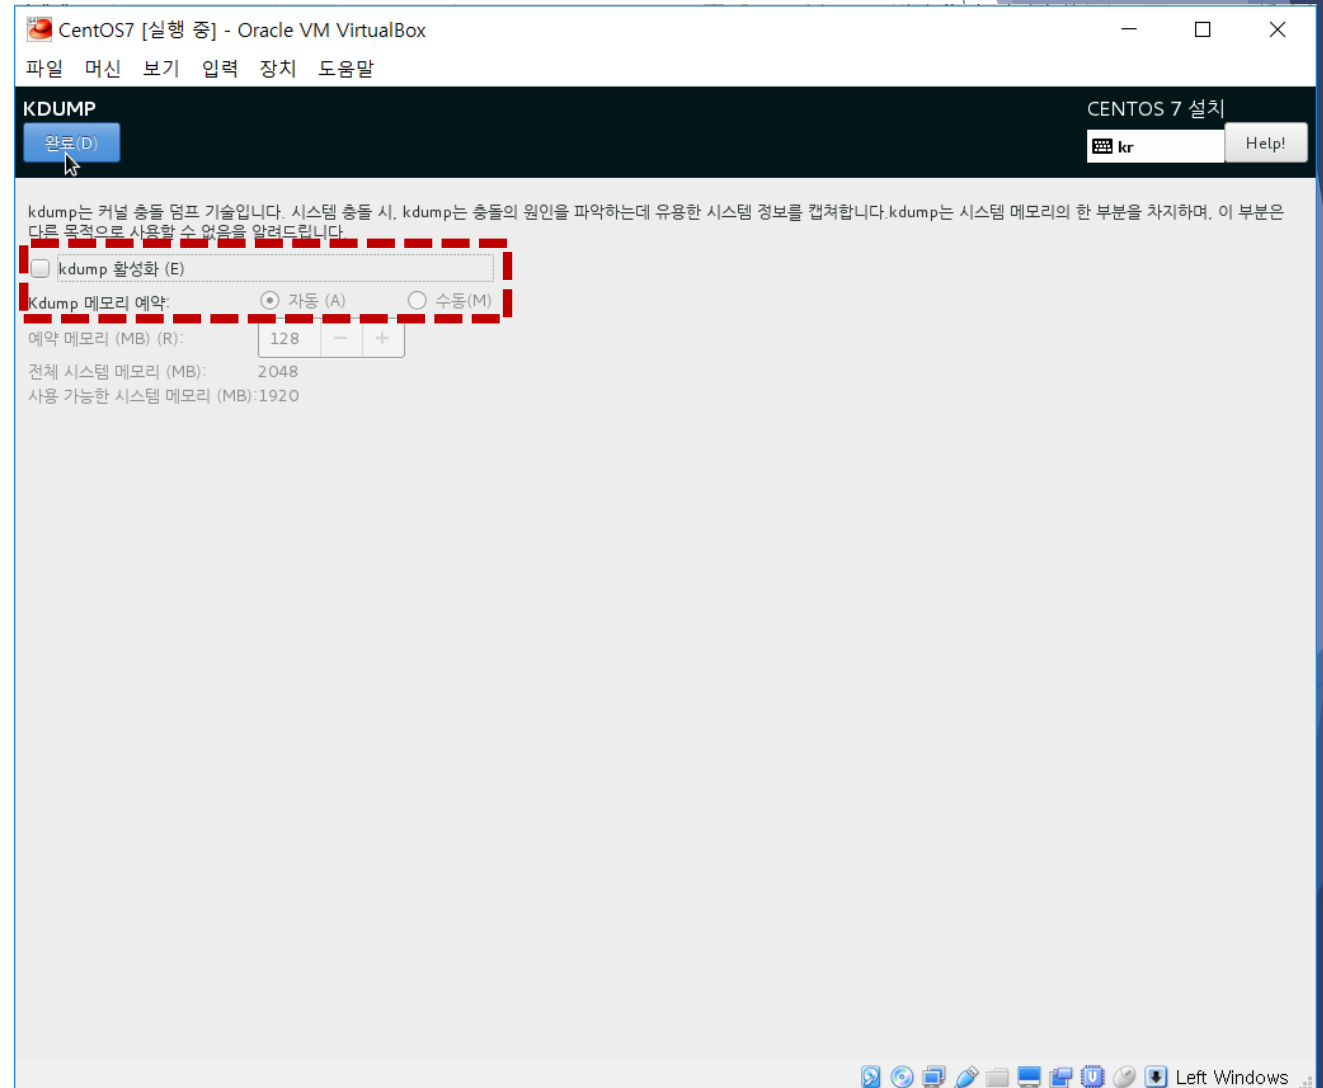 CentOS7 [실행 중] - Oracle VM VirtualBox
파일 머신 보기 입력 장치 도움말
KDUMP
CENTOS 7 설치
완료(D)
kr
Help!
kdump는 커널 충돌 덤프 기술입니다. 시스템 충돌 시, kdump는 충돌의 원인을 파악하는데 유용한 시스템 정보를 캡쳐합니다.kdump는 시스템 메모리의 한 부분을 차지하며, 이 부분은
다른 목적으로 사용할 수 없음을 알려드립니다.
kdump 활성화 (E)
Kdump 메모리 예약: 자동 (A) 수동(M)
예약 메모리 (MB) (R): 128 − +
전체 시스템 메모리 (MB): 2048
사용 가능한 시스템 메모리 (MB):1920
Left Windows